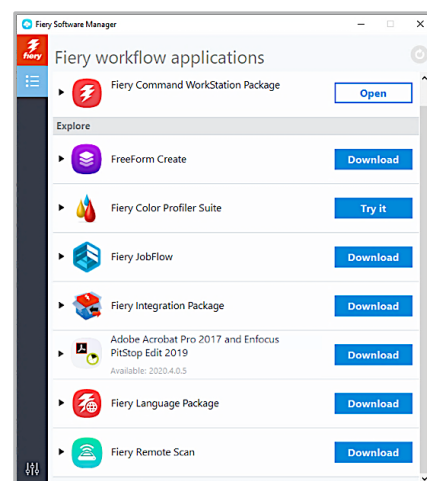 Fiery Software Manager
fiery
Fiery workflow applications
Fiery Command WorkStation Package
Open
Explore
FreeForm Create
Download
Fiery Color Profiler Suite
Try it
Fiery JobFlow
Download
Fiery Integration Package
Download
Adobe Acrobat Pro 2017 and Enfocus
PitStop Edit 2019
Available: 2020.4.0.5
Download
Fiery Language Package
Download
Fiery Remote Scan
Download